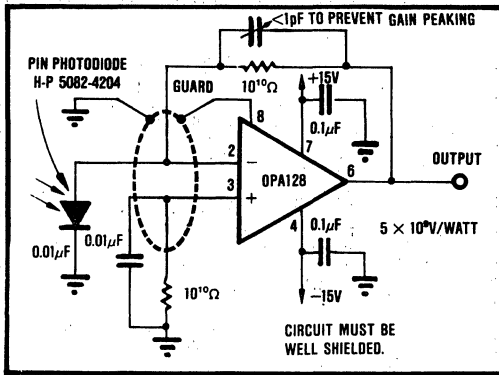 <1pF TO PREVENT GAIN PEAKING
PIN PHOTODIODE
H-P 5082-4204
GUARD
10¹⁰Ω
+15V
8
0.1µF
7
2
−
3
+
OPA128
6
OUTPUT
4
0.1µF
5 × 10⁹V/WATT
0.01µF
0.01µF
10¹⁰Ω
−15V
CIRCUIT MUST BE
WELL SHIELDED.